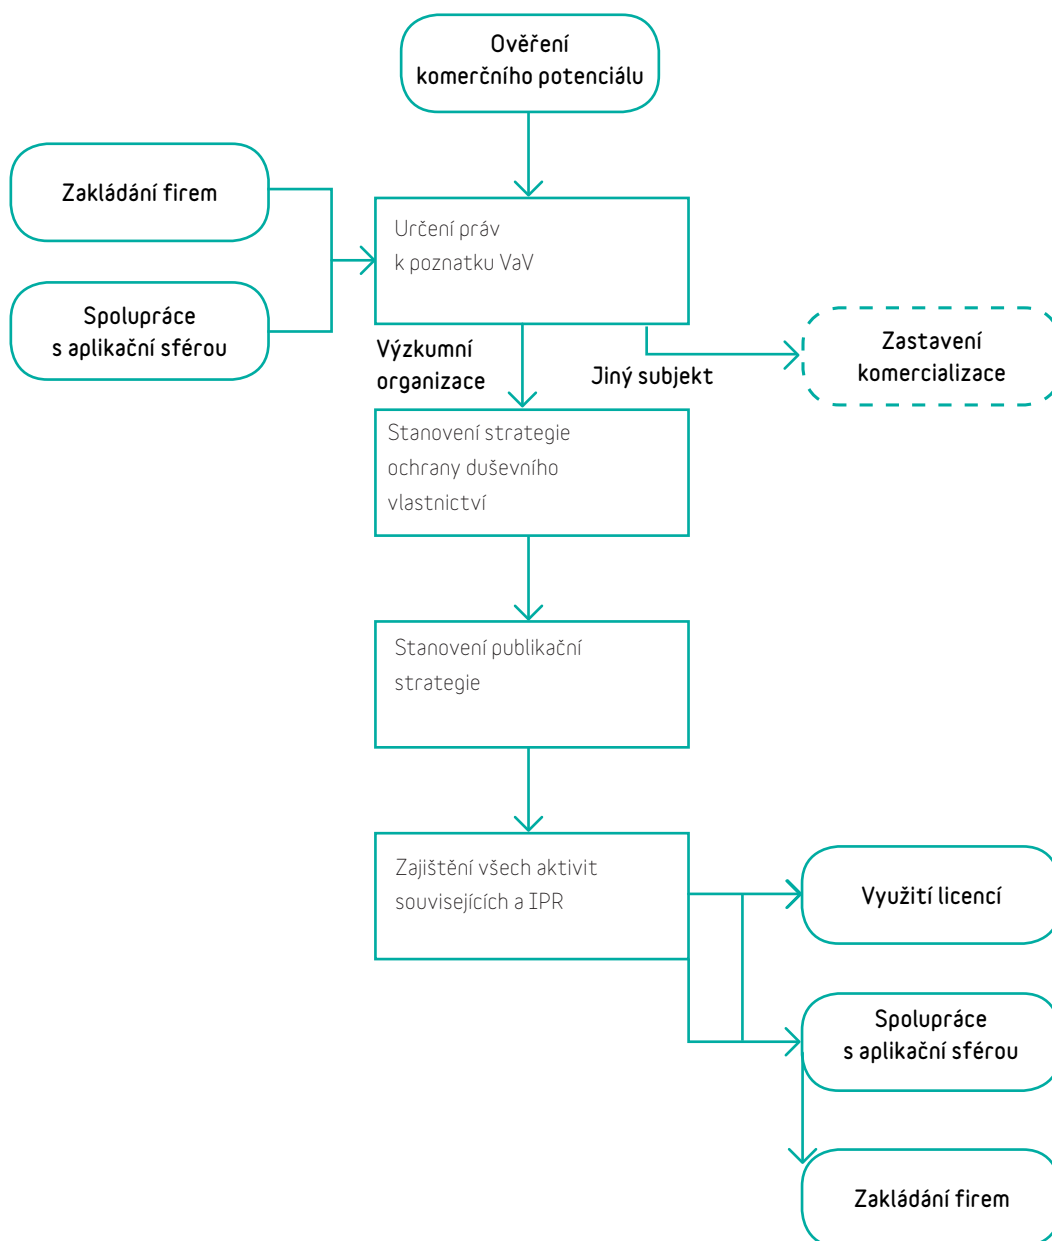 Ověření
komerčního potenciálu
Zakládání firem
Určení práv
k poznatku VaV
Spolupráce
s aplikační sférou
Výzkumní
organizace
Jiný subjekt
Zastavení
komercializace
Stanovení strategie
ochrany duševního
vlastnictví
Stanovení publikační
strategie
Zajištění všech aktivit
souvisejících a IPR
Využití licencí
Spolupráce
s aplikační sférou
Zakládání firem